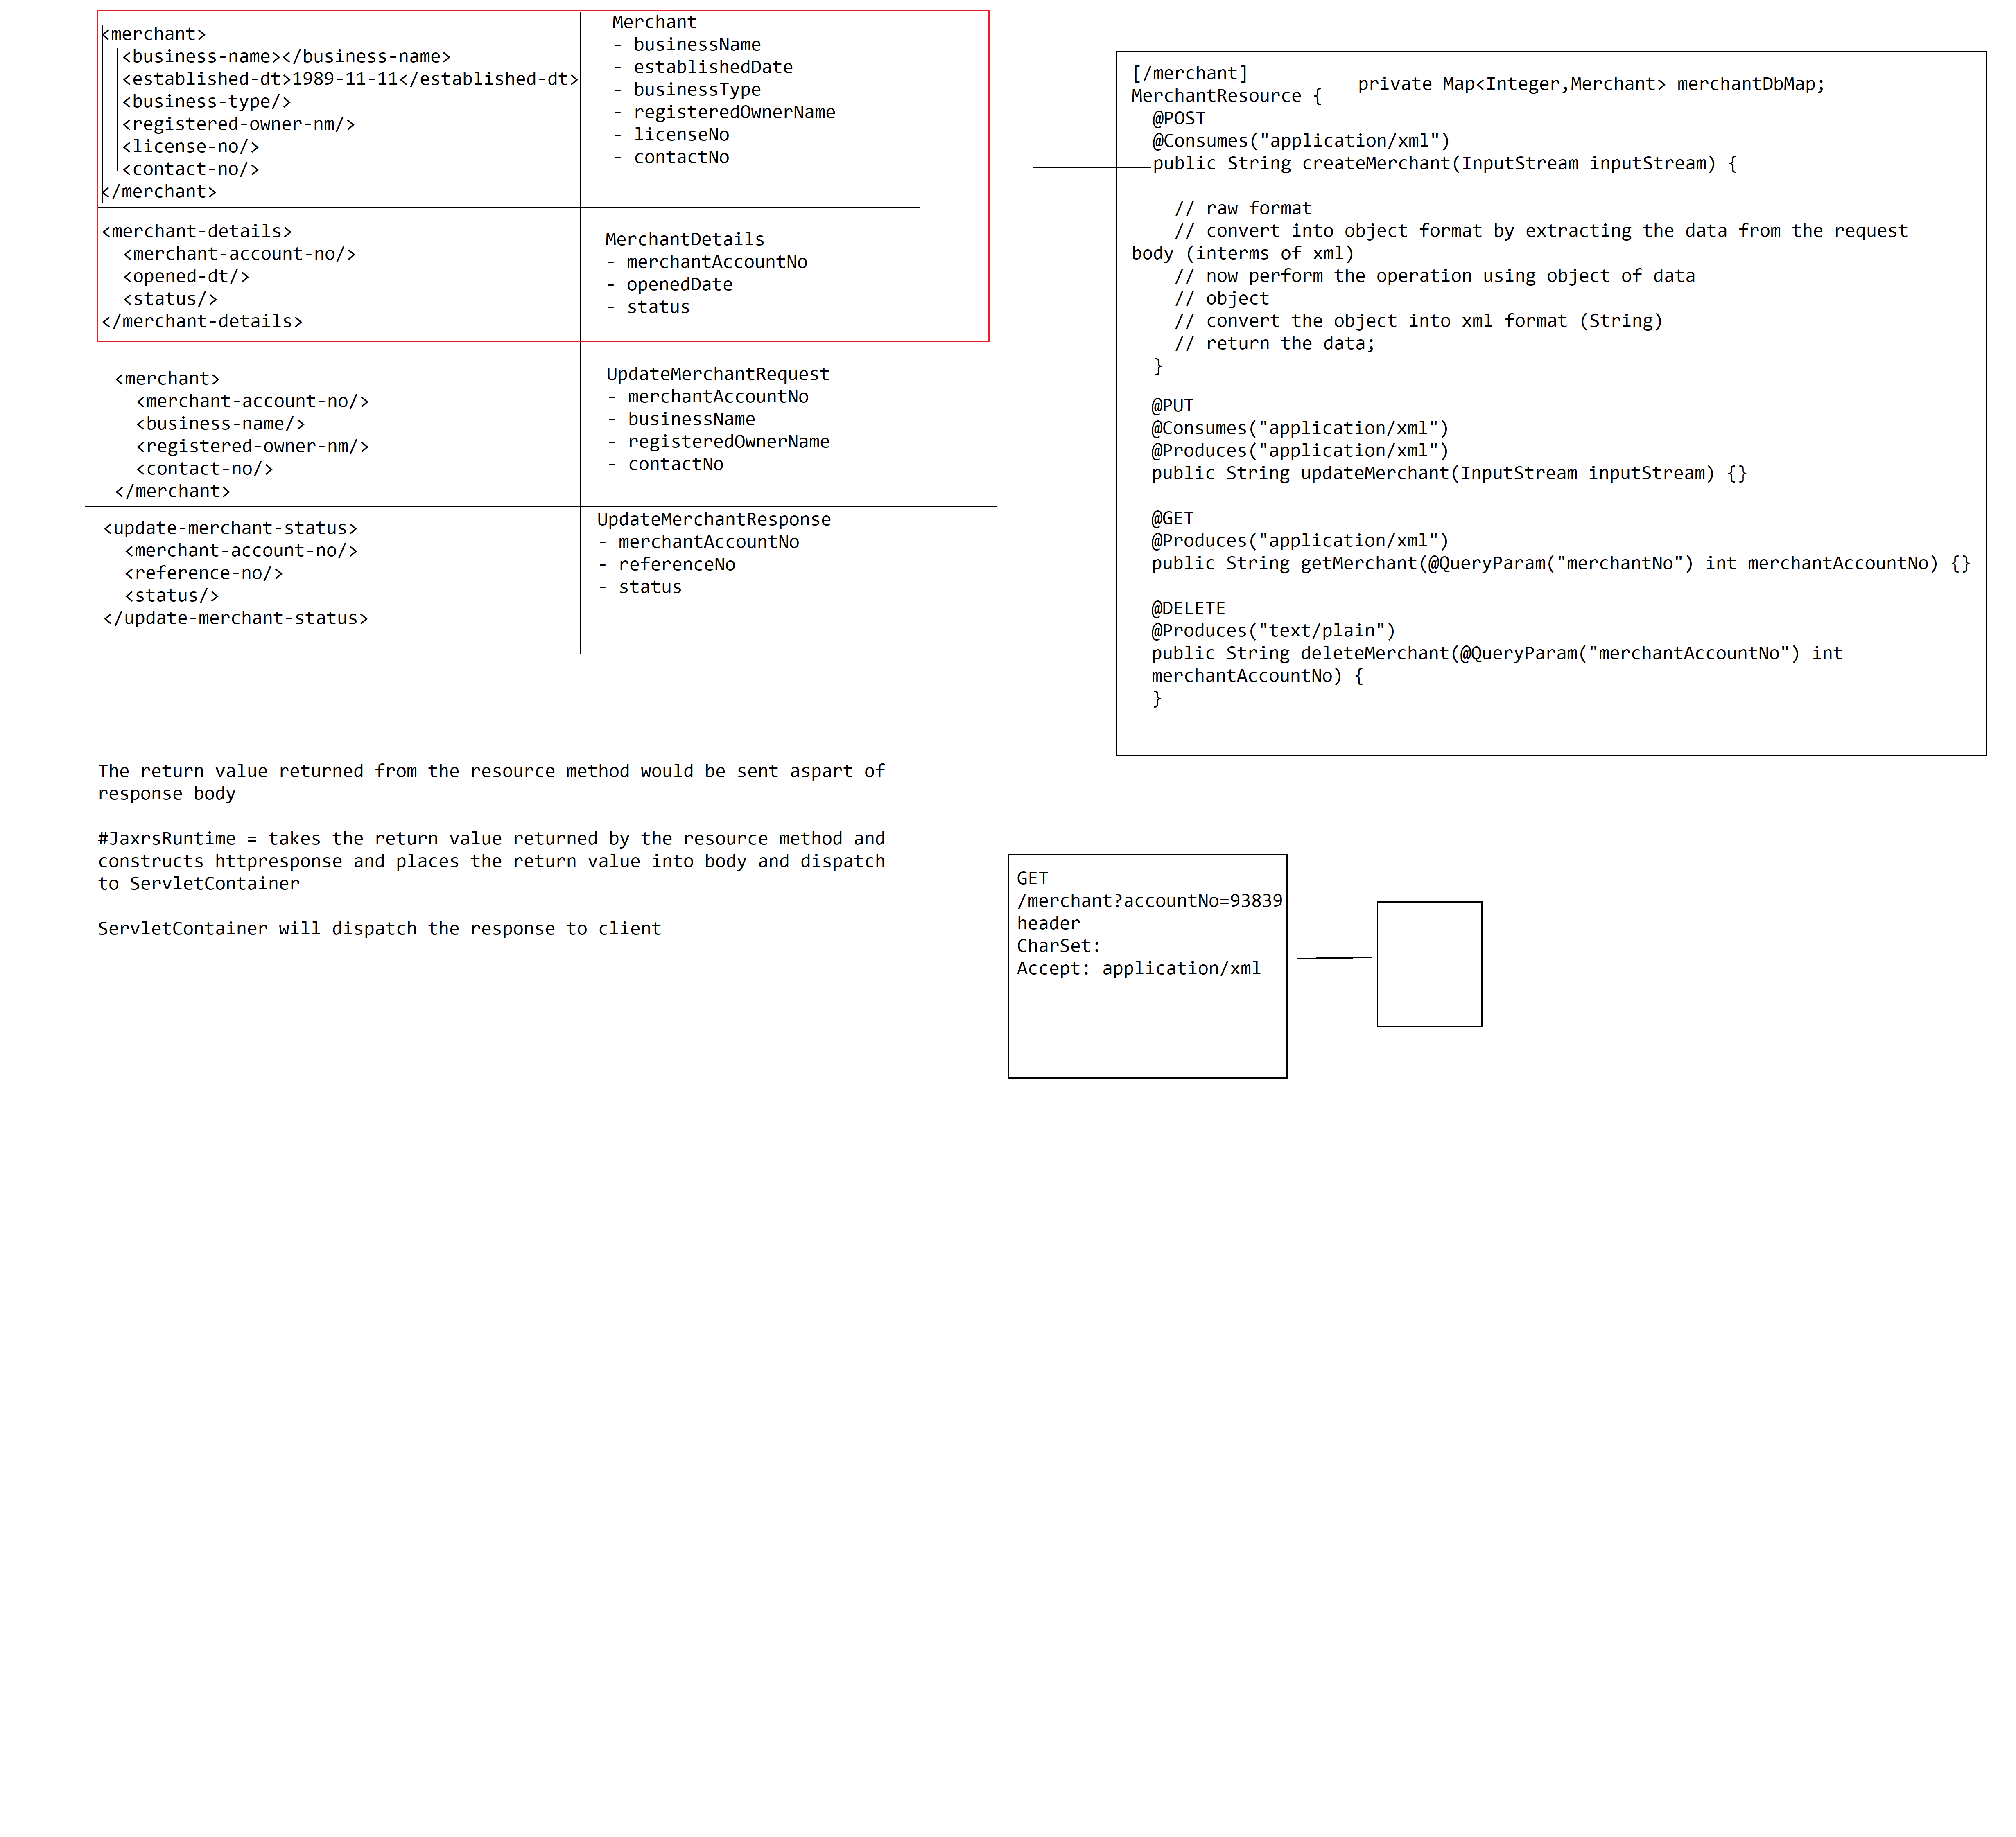 <merchant>
  <business-name></business-name>
  <established-dt>1989-11-11</established-dt>
  <business-type/>
  <registered-owner-nm/>
  <license-no/>
  <contact-no/>
</merchant>
Merchant
- businessName
- establishedDate
- businessType
- registeredOwnerName
- licenseNo
- contactNo
<merchant-details>
  <merchant-account-no/>
  <opened-dt/>
  <status/>
</merchant-details>
MerchantDetails
- merchantAccountNo
- openedDate
- status
<merchant>
  <merchant-account-no/>
  <business-name/>
  <registered-owner-nm/>
  <contact-no/>
</merchant>
UpdateMerchantRequest
- merchantAccountNo
- businessName
- registeredOwnerName
- contactNo
<update-merchant-status>
  <merchant-account-no/>
  <reference-no/>
  <status/>
</update-merchant-status>
UpdateMerchantResponse
- merchantAccountNo
- referenceNo
- status
[/merchant]
private Map<Integer,Merchant> merchantDbMap;
MerchantResource {
  @POST
  @Consumes("application/xml")
  public String createMerchant(InputStream inputStream) {
    // raw format
    // convert into object format by extracting the data from the request
body (interms of xml)
    // now perform the operation using object of data
    // object
    // convert the object into xml format (String)
    // return the data;
  }
@PUT
@Consumes("application/xml")
@Produces("application/xml")
public String updateMerchant(InputStream inputStream) {}
@GET
@Produces("application/xml")
public String getMerchant(@QueryParam("merchantNo") int merchantAccountNo) {}
@DELETE
@Produces("text/plain")
public String deleteMerchant(@QueryParam("merchantAccountNo") int
merchantAccountNo) {
}
The return value returned from the resource method would be sent aspart of
response body
#JaxrsRuntime = takes the return value returned by the resource method and
constructs httpresponse and places the return value into body and dispatch
to ServletContainer
ServletContainer will dispatch the response to client
GET
/merchant?accountNo=93839
header
CharSet:
Accept: application/xml